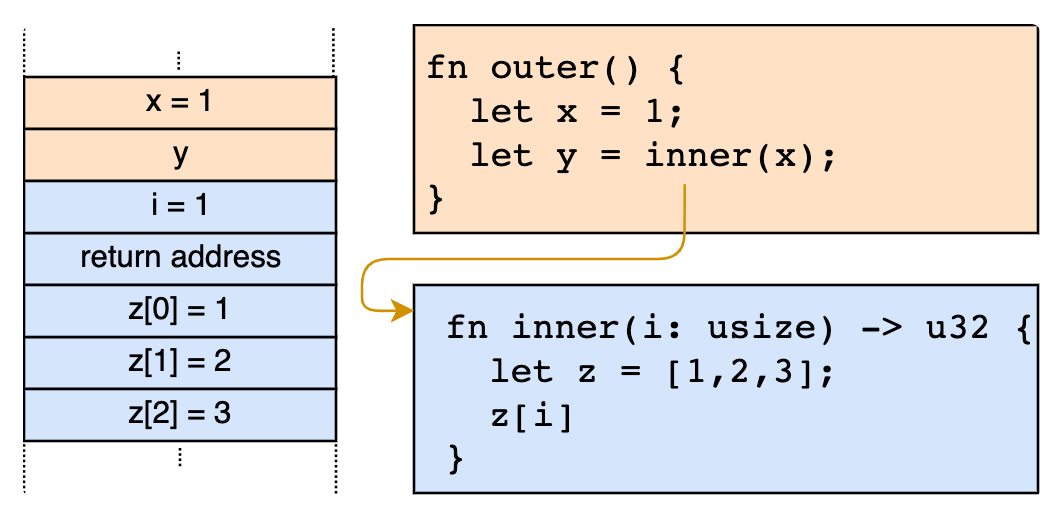 x = 1
y
i = 1
return address
z[0] = 1
z[1] = 2
z[2] = 3
fn outer() {
  let x = 1;
  let y = inner(x);
}
fn inner(i: usize) -> u32 {
  let z = [1,2,3];
  z[i]
}